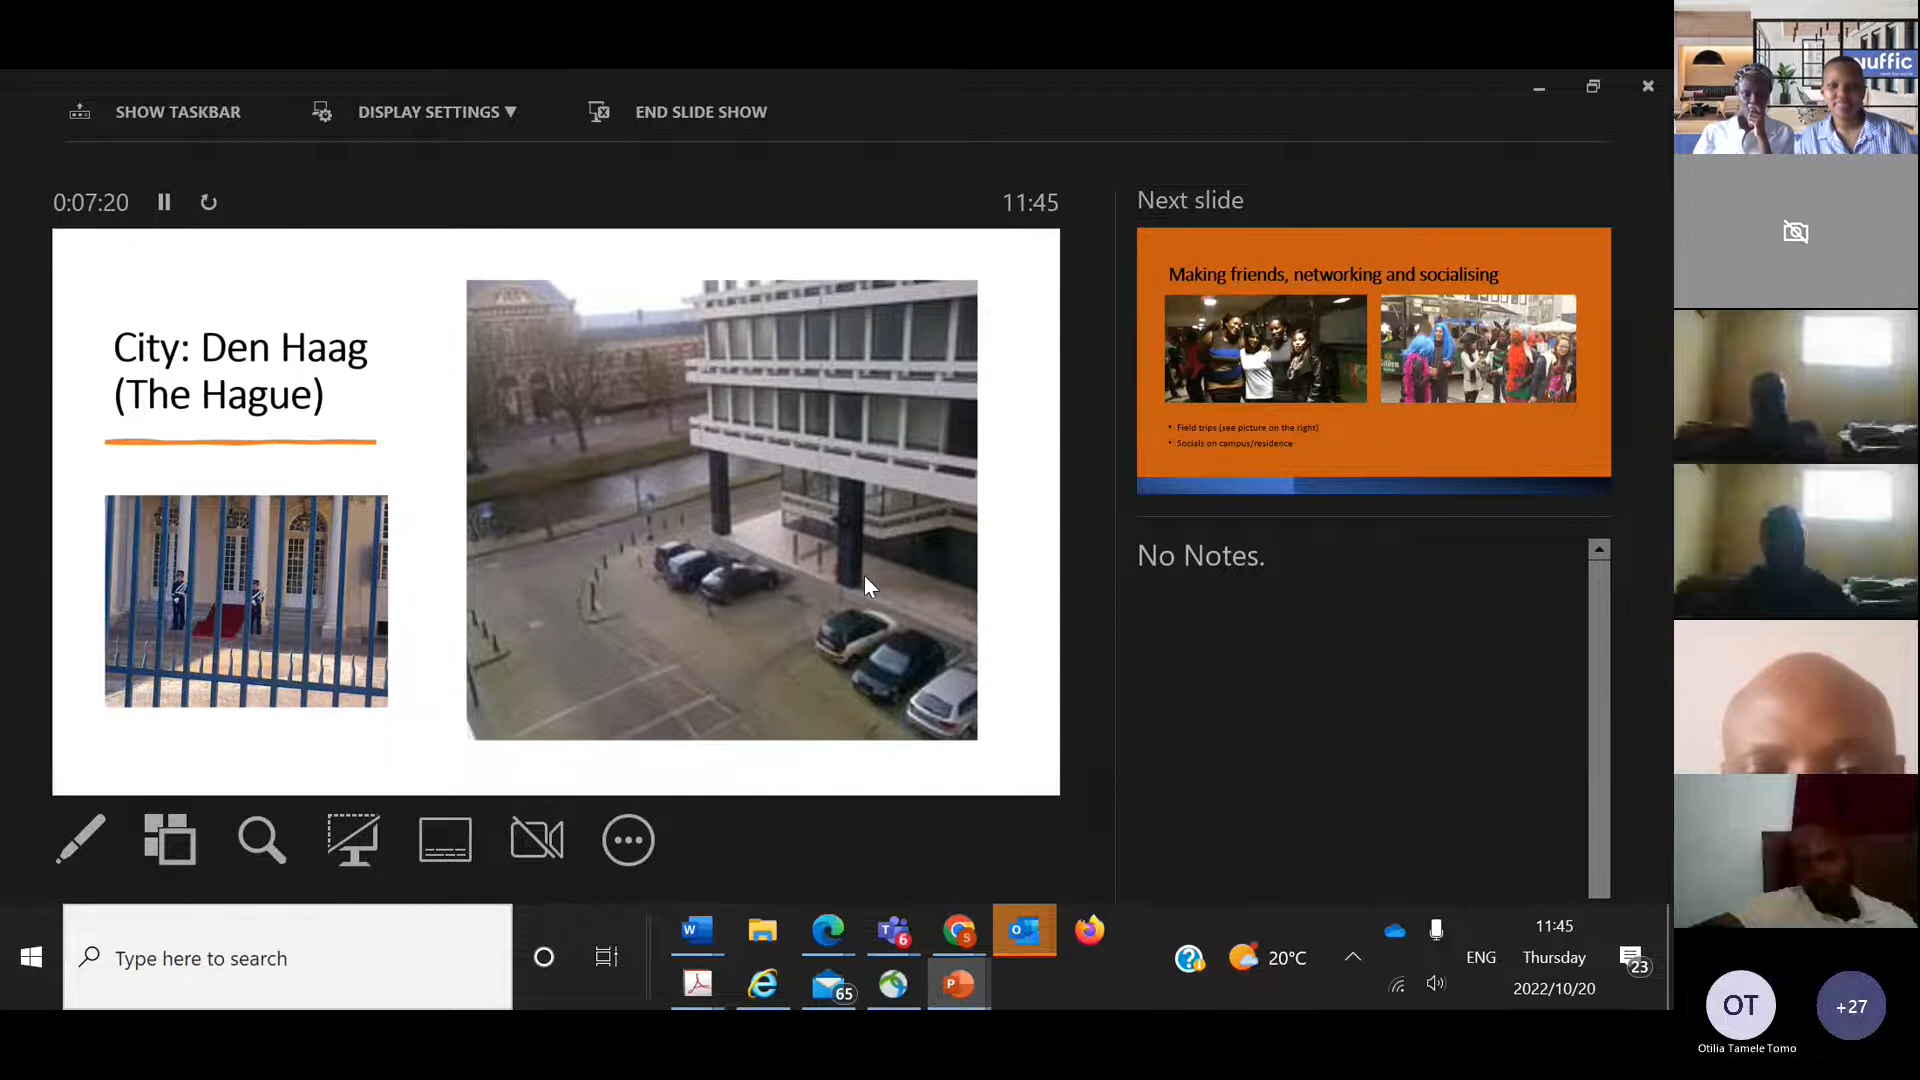 SHOW TASKBAR
DISPLAY SETTINGS ▼
END SLIDE SHOW
0:07:20
11:45
City: Den Haag
(The Hague)
Next slide
Making friends, networking and socialising
• Field trips (see picture on the right)
• Socials on campus/residence
No Notes.
Type here to search
W
T
6
S
O
65
P
20°C
ENG
11:45
Thursday
2022/10/20
23
uffic
OT
+27
Otilia Tamele Tomo